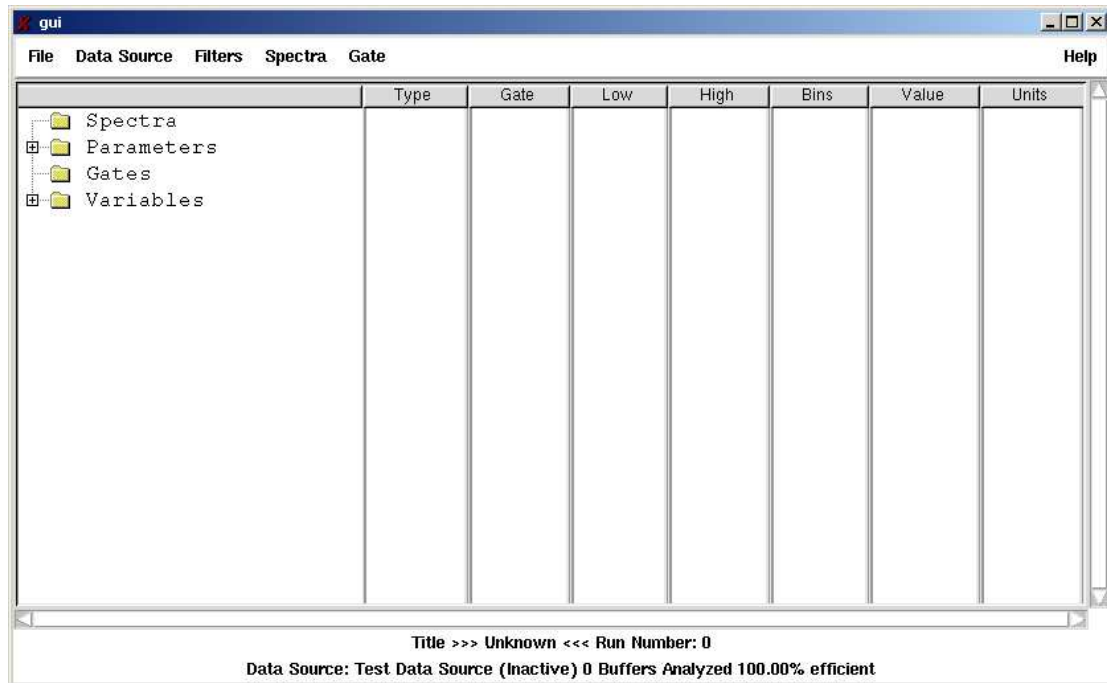 gui
File Data Source Filters Spectra Gate Help
Type Gate Low High Bins Value Units
Spectra
Parameters
Gates
Variables
Title >>> Unknown <<< Run Number: 0
Data Source: Test Data Source (Inactive) 0 Buffers Analyzed 100.00% efficient